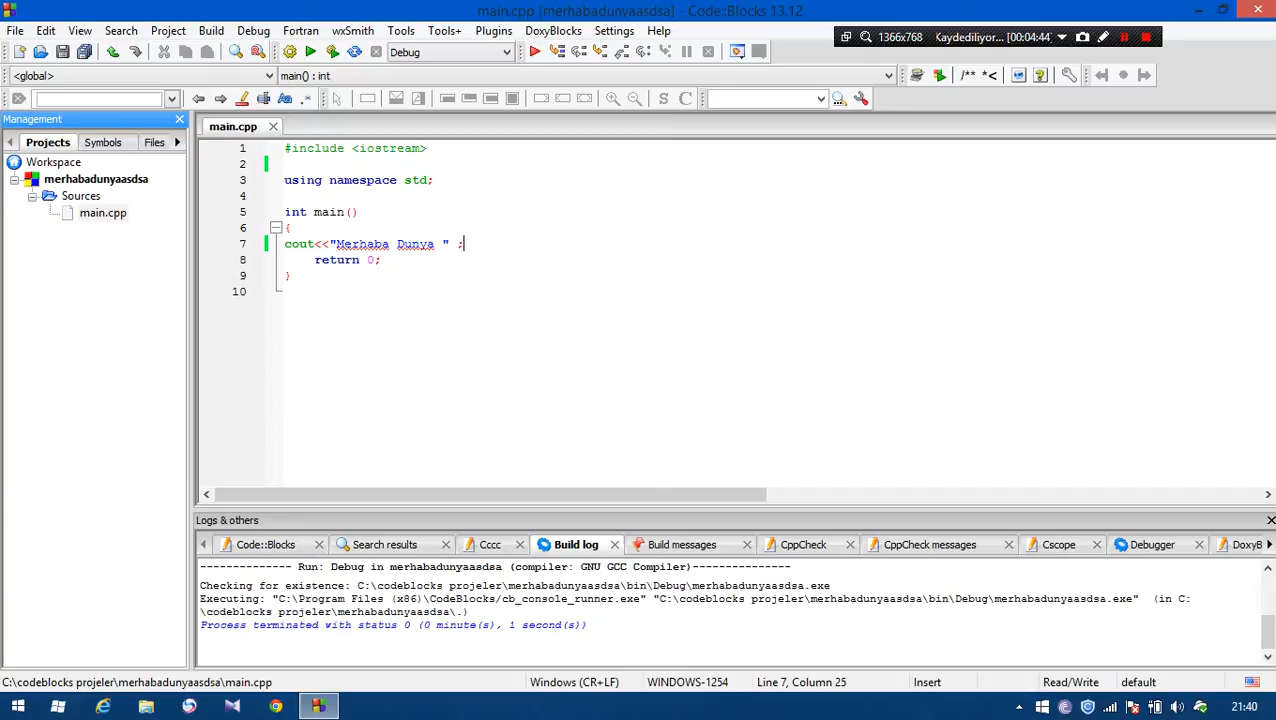 main.cpp [merhabadunyaasdsa] - Code::Blocks 13.12
File Edit View Search Project Build Debug Fortran wxSmith Tools Tools+ Plugins DoxyBlocks Settings Help
1366x768 Kaydediliyor... [00:04:44]
Debug
<global> main() : int
/** *<
S C
Management
main.cpp
Projects Symbols Files
Workspace
merhabadunyaasdsa
Sources
main.cpp
1 #include <iostream>
2
3 using namespace std;
4
5 int main()
6 {
7 cout<<"Merhaba Dunya " ;
8 return 0;
9 }
10
Logs & others
Code::Blocks Search results Cccc Build log Build messages CppCheck CppCheck messages Cscope Debugger DoxyB
-------------- Run: Debug in merhabadunyaasdsa (compiler: GNU GCC Compiler)---------------
Checking for existence: C:\codeblocks projeler\merhabadunyaasdsa\bin\Debug\merhabadunyaasdsa.exe
Executing: "C:\Program Files (x86)\CodeBlocks/cb_console_runner.exe" "C:\codeblocks projeler\merhabadunyaasdsa\bin\Debug\merhabadunyaasdsa.exe"  (in C:
\codeblocks projeler\merhabadunyaasdsa\.)
Process terminated with status 0 (0 minute(s), 1 second(s))
C:\codeblocks projeler\merhabadunyaasdsa\main.cpp Windows (CR+LF) WINDOWS-1254 Line 7, Column 25 Insert Read/Write default
21:40